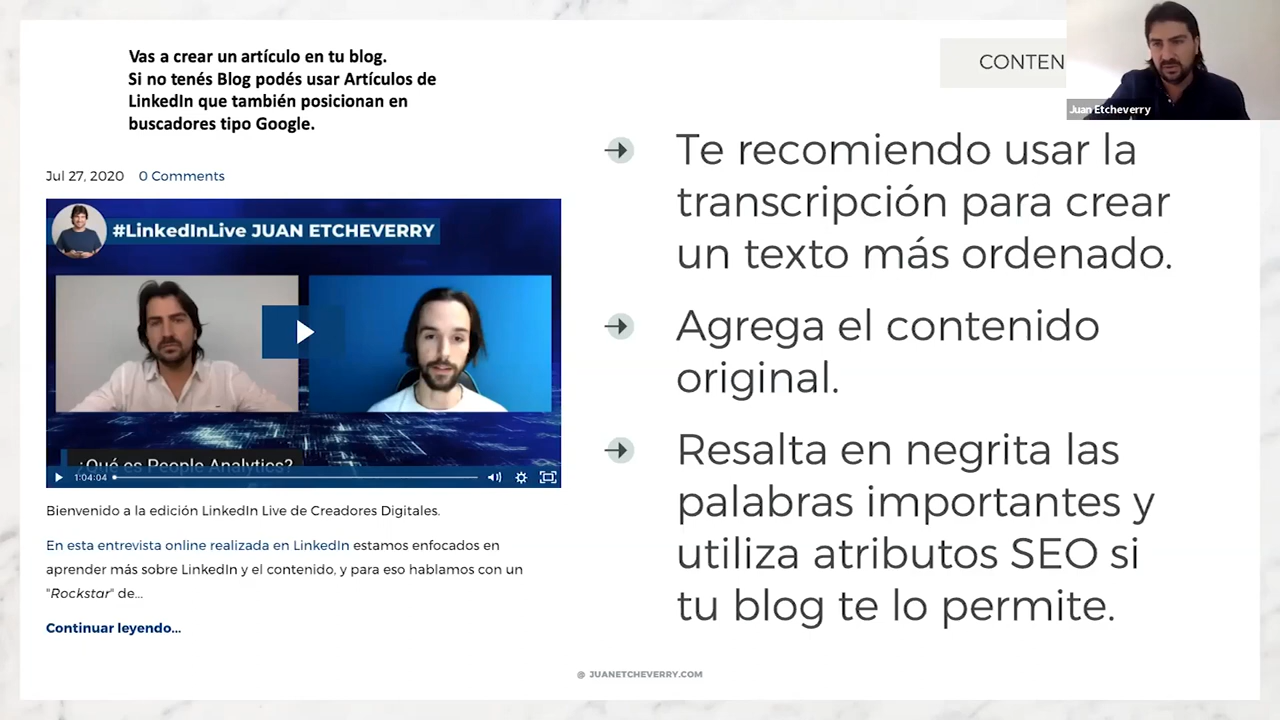 Vas a crear un artículo en tu blog.
Si no tenés Blog podés usar Artículos de
LinkedIn que también posicionan en
buscadores tipo Google.
CONTEN
Juan Etcheverry
Jul 27, 2020 0 Comments
#LinkedInLive JUAN ETCHEVERRY
¿Qué es People Analytics?
1:04:04
Bienvenido a la edición LinkedIn Live de Creadores Digitales.
En esta entrevista online realizada en LinkedIn estamos enfocados en
aprender más sobre LinkedIn y el contenido, y para eso hablamos con un
"Rockstar" de...
Continuar leyendo...
Te recomiendo usar la
transcripción para crear
un texto más ordenado.
Agrega el contenido
original.
Resalta en negrita las
palabras importantes y
utiliza atributos SEO si
tu blog te lo permite.
@ JUANETCHEVERRY.COM